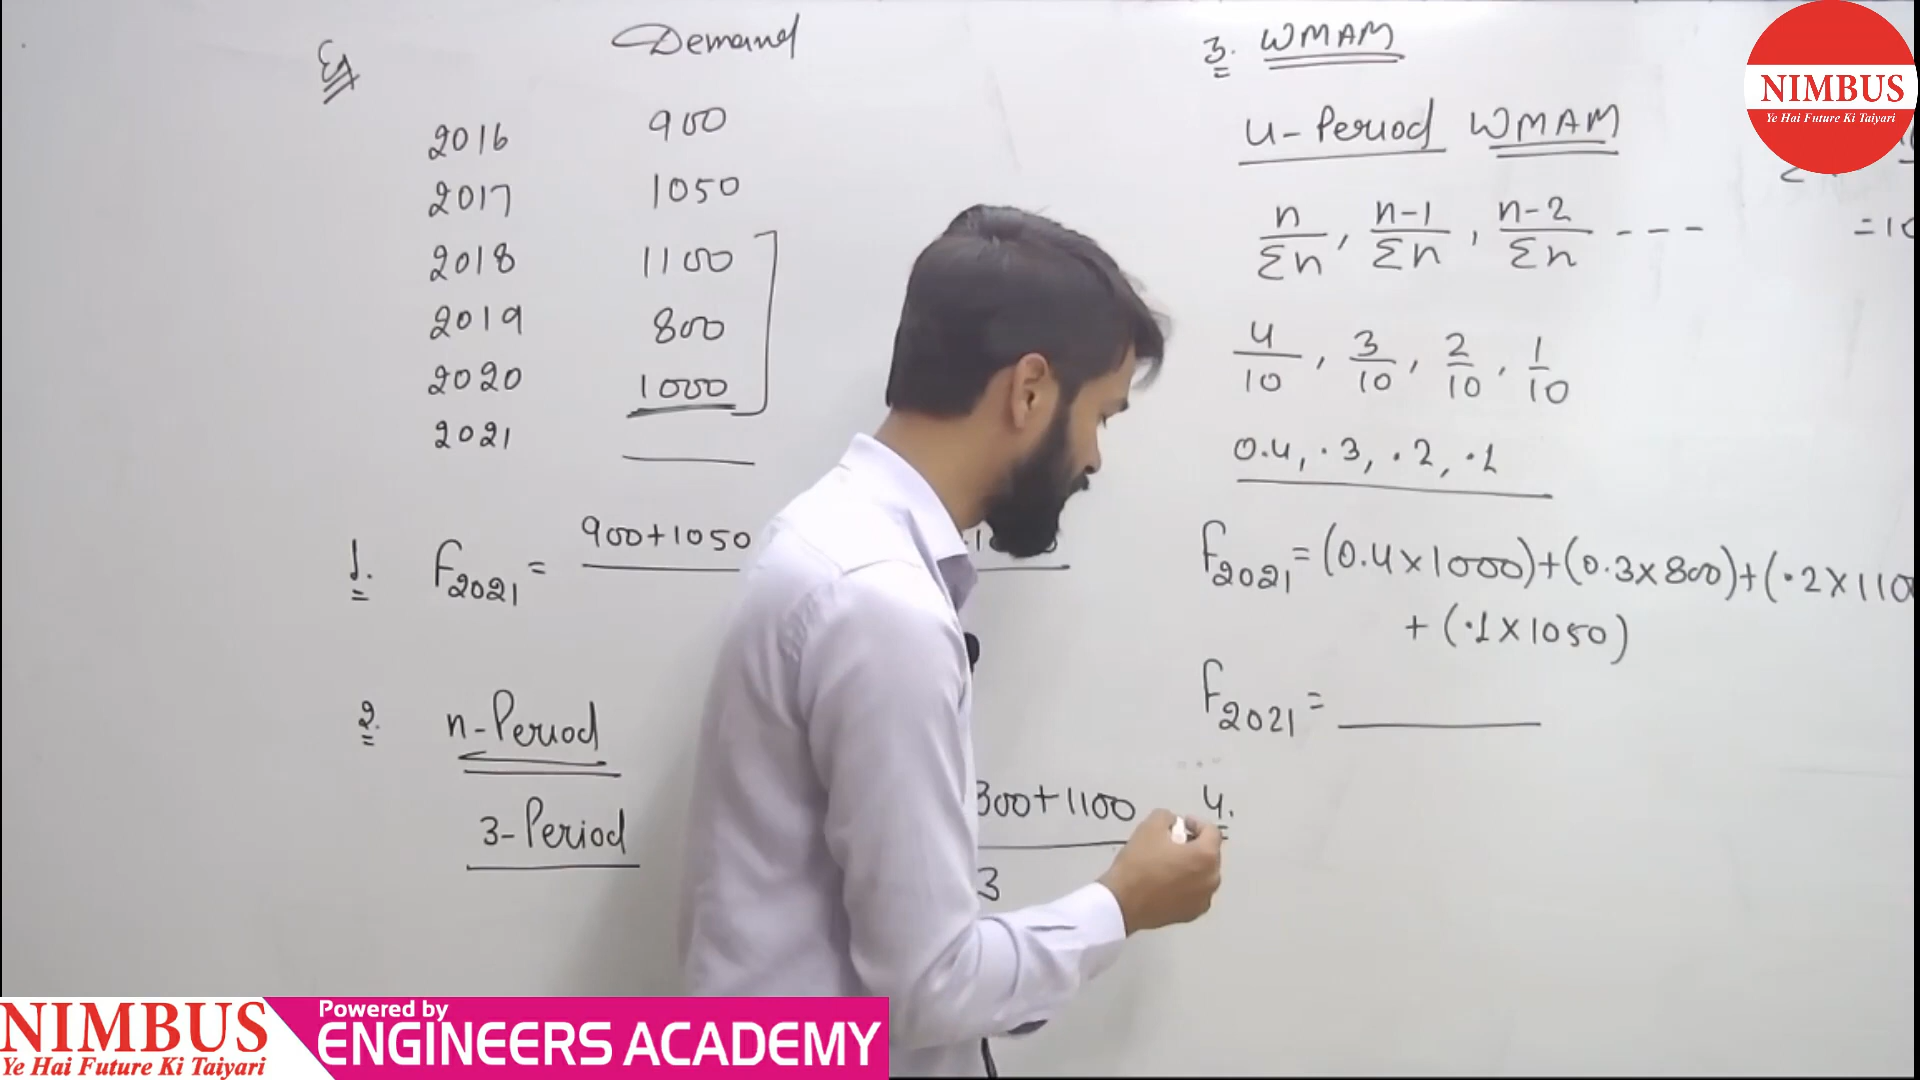 Ex
Demand
2016 900
2017 1050
2018 1100
2019 800
2020 1000
2021
1. F2021 = 900+1050
2. n-Period
3-Period
300+1100
3
3. WMAM
4-Period WMAM
n/Σn, (n-1)/Σn, (n-2)/Σn ---
4/10, 3/10, 2/10, 1/10
0.4, .3, .2, .1
F2021 = (0.4×1000)+(0.3×800)+(.2×110
+ (.1×1050)
F2021 =
4.
=10
NIMBUS
Ye Hai Future Ki Taiyari
NIMBUS
Ye Hai Future Ki Taiyari
Powered by
ENGINEERS ACADEMY